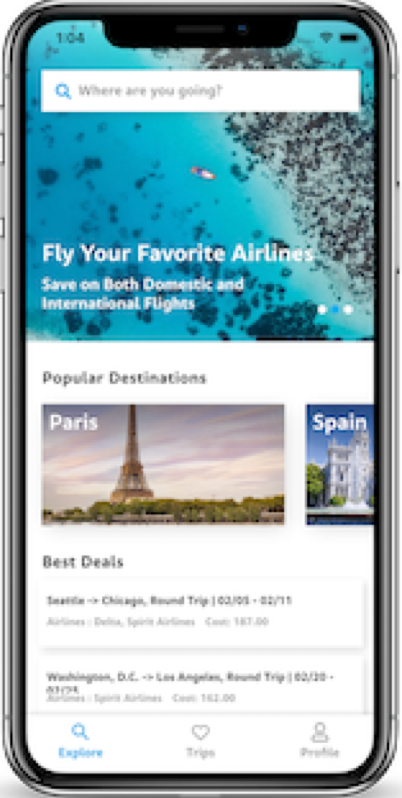 1:04
Where are you going?
Fly Your Favorite Airlines
Save on Both Domestic and
International Flights
Popular Destinations
Paris
Spain
Best Deals
Seattle -> Chicago, Round Trip | 02/05 - 02/11
Airlines : Delta, Spirit Airlines Cost: 187.00
Washington, D.C. -> Los Angeles, Round Trip | 02/20 -
Airlines : Spirit Airlines Cost: 162.00
Explore
Trips
Profile